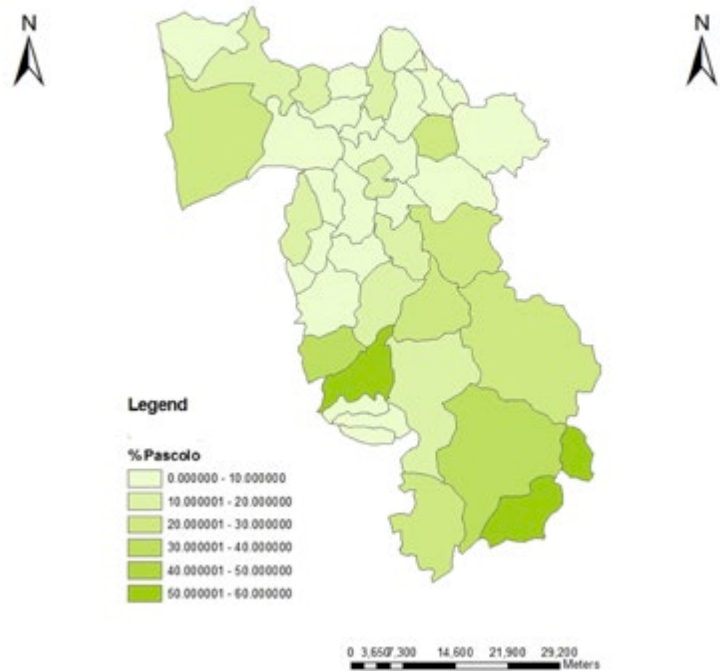 N
N
Legend
% Pascolo
0.000000 - 10.000000
10.000001 - 20.000000
20.000001 - 30.000000
30.000001 - 40.000000
40.000001 - 50.000000
50.000001 - 60.000000
0 3,650 7,300 14,600 21,900 29,200
Meters